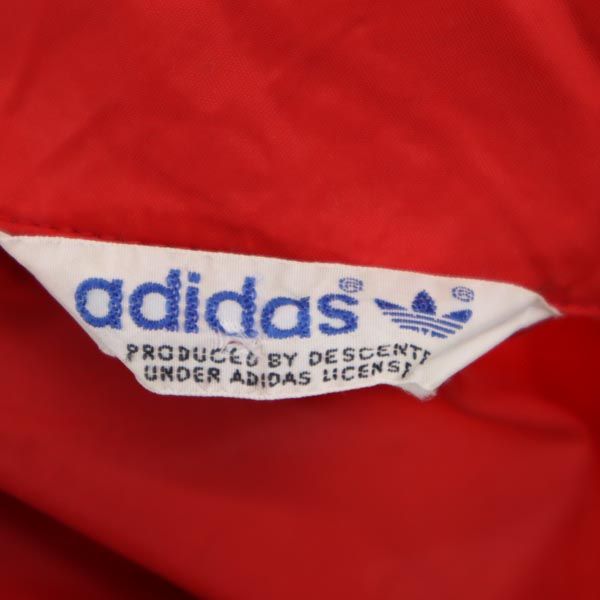 adidas®
PRODUCED BY DESCENTE
UNDER ADIDAS LICENSE